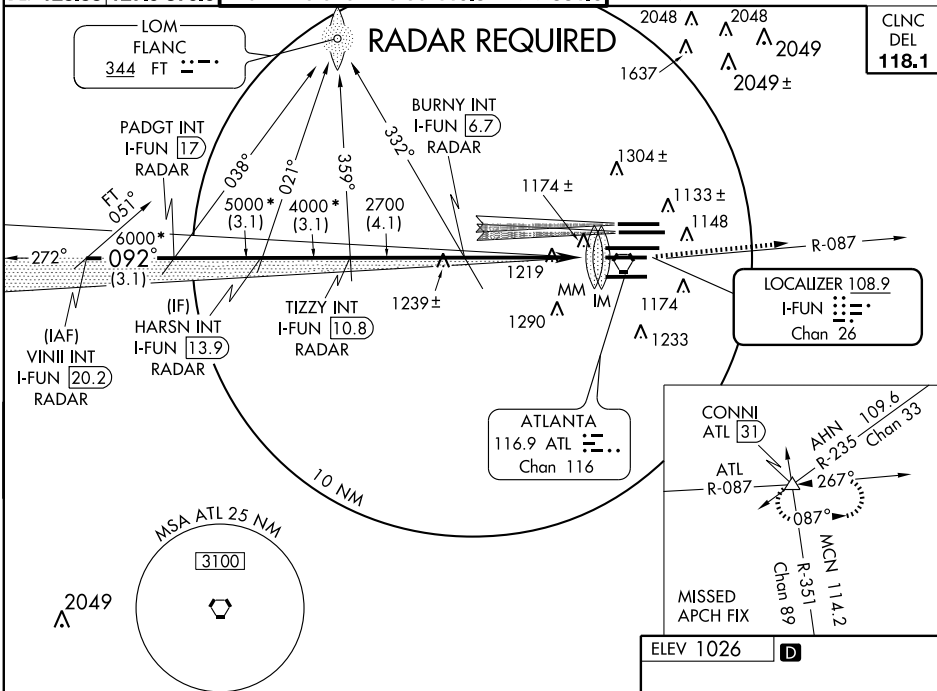 LOM
FLANC
344 FT
RADAR REQUIRED
2048
2048
2049
1637
2049 ±
CLNC
DEL
118.1
PADGT INT
I-FUN 17
RADAR
BURNY INT
I-FUN 6.7
RADAR
038°
021°
359°
332°
1304 ±
1174 ±
1133 ±
1148
FT
051°
5000 *
(3.1)
4000 *
(3.1)
2700
(4.1)
6000 *
272°
092°
(3.1)
R-087
1219
1239 ±
MM
IM
1290
1174
1233
LOCALIZER 108.9
I-FUN
Chan 26
(IAF)
VINII INT
I-FUN 20.2
RADAR
(IF)
HARSN INT
I-FUN 13.9
RADAR
TIZZY INT
I-FUN 10.8
RADAR
ATLANTA
116.9 ATL
Chan 116
10 NM
CONNI
ATL 31
AHN 109.6
R-235 Chan 33
ATL
R-087
267°
087°
MCN 114.2
R-351
Chan 89
MISSED
APCH FIX
MSA ATL 25 NM
3100
2049
ELEV 1026
D